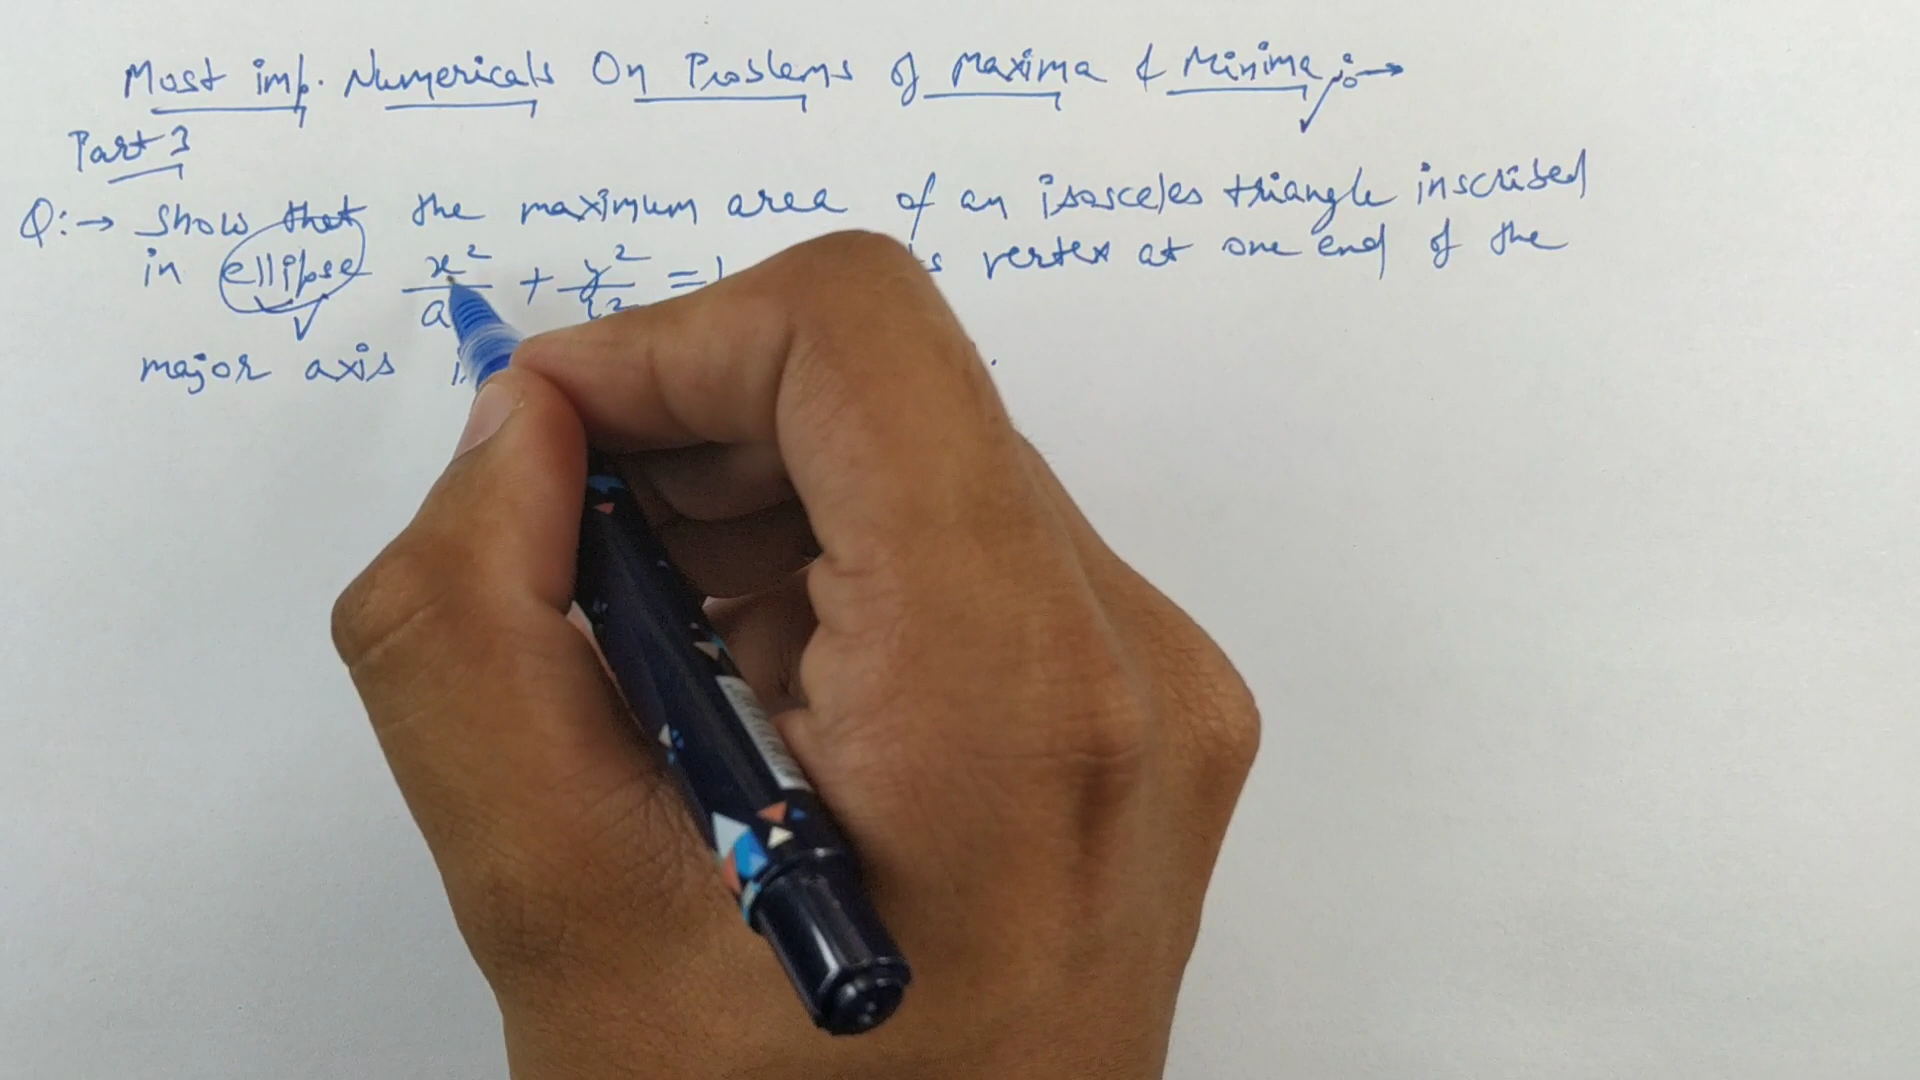 Most imp. Numericals On Problems of Maxima & Minima :→
Part 3
Q:→ Show that the maximum area of an isosceles triangle inscribed
in ellipse x²/a + y²/b² = 1 vertex at one end of the
major axis